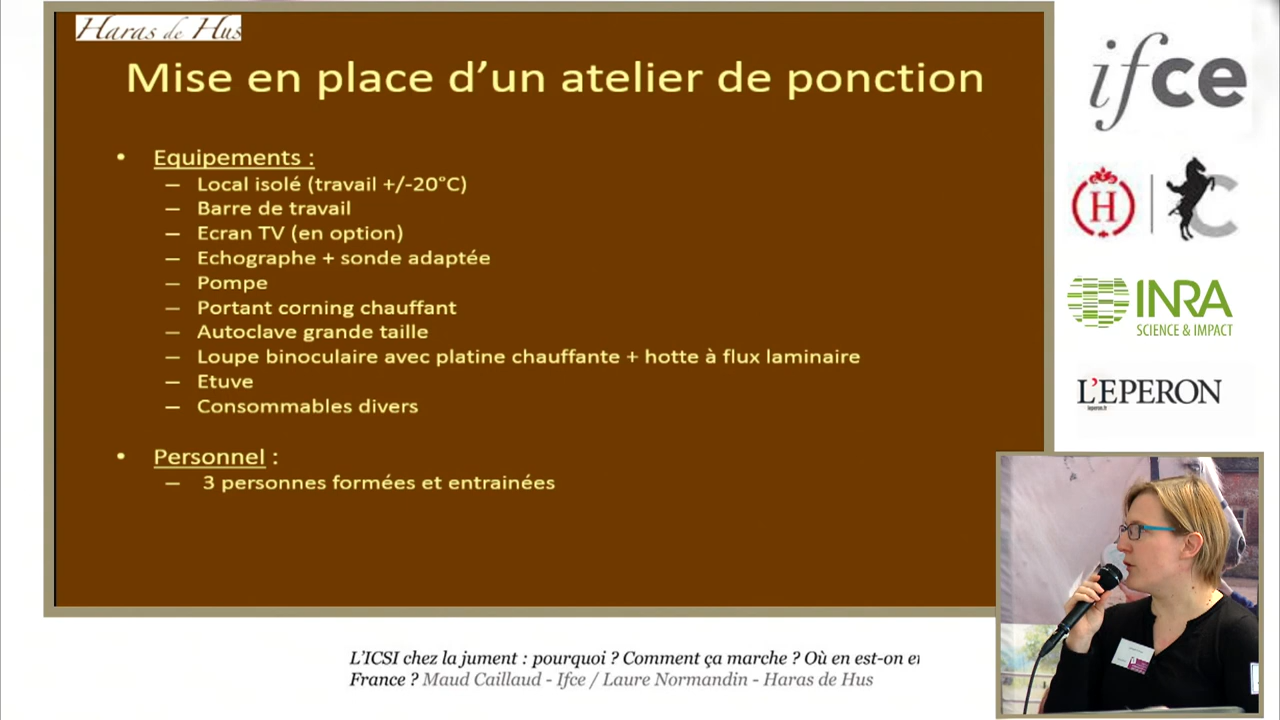 Haras de Hus
Mise en place d'un atelier de ponction
• Equipements :
– Local isolé (travail +/-20°C)
– Barre de travail
– Ecran TV (en option)
– Echographe + sonde adaptée
– Pompe
– Portant corning chauffant
– Autoclave grande taille
– Loupe binoculaire avec platine chauffante + hotte à flux laminaire
– Etuve
– Consommables divers
• Personnel :
– 3 personnes formées et entrainées
ifce
H C
INRA
SCIENCE & IMPACT
L'EPERON
leperon.fr
L'ICSI chez la jument : pourquoi ? Comment ça marche ? Où en est-on
France ? Maud Caillaud - Ifce / Laure Normandin - Haras de Hus